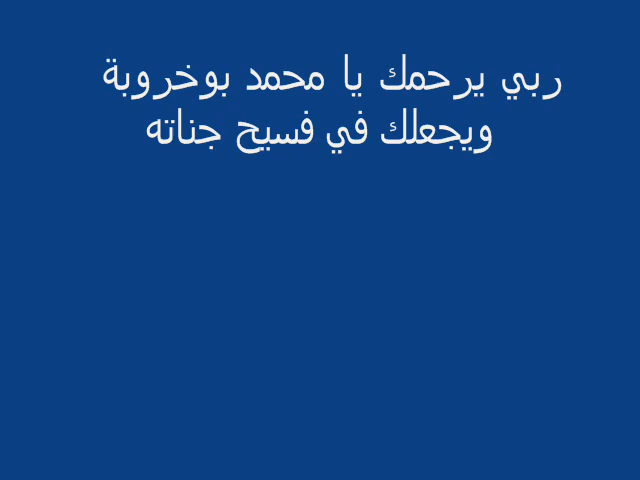 ربي يرحمك يا محمد بوخروبة
ويجعلك في فسيح جناته